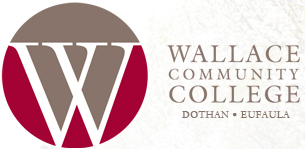 W
WALLACE
COMMUNITY
COLLEGE
DOTHAN • EUFAULA